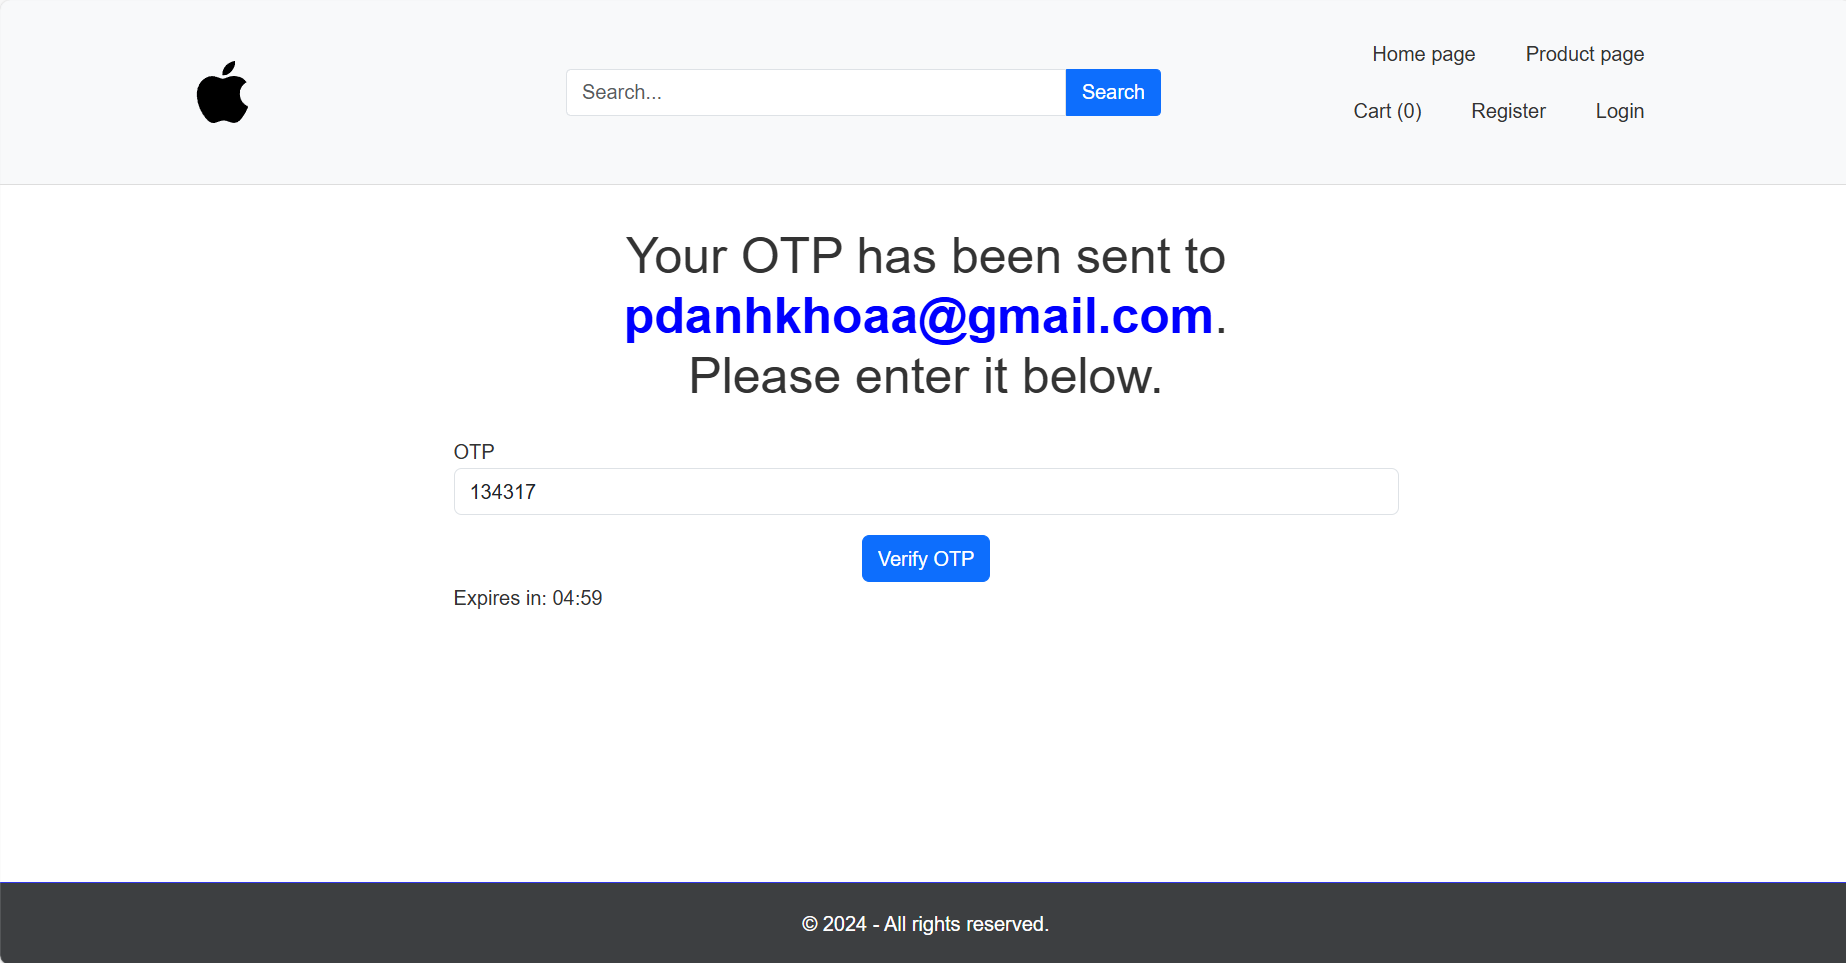 Home page Product page
Search... Search
Cart (0) Register Login
Your OTP has been sent to
pdanhkhoaa@gmail.com.
Please enter it below.
OTP
134317
Verify OTP
Expires in: 04:59
© 2024 - All rights reserved.